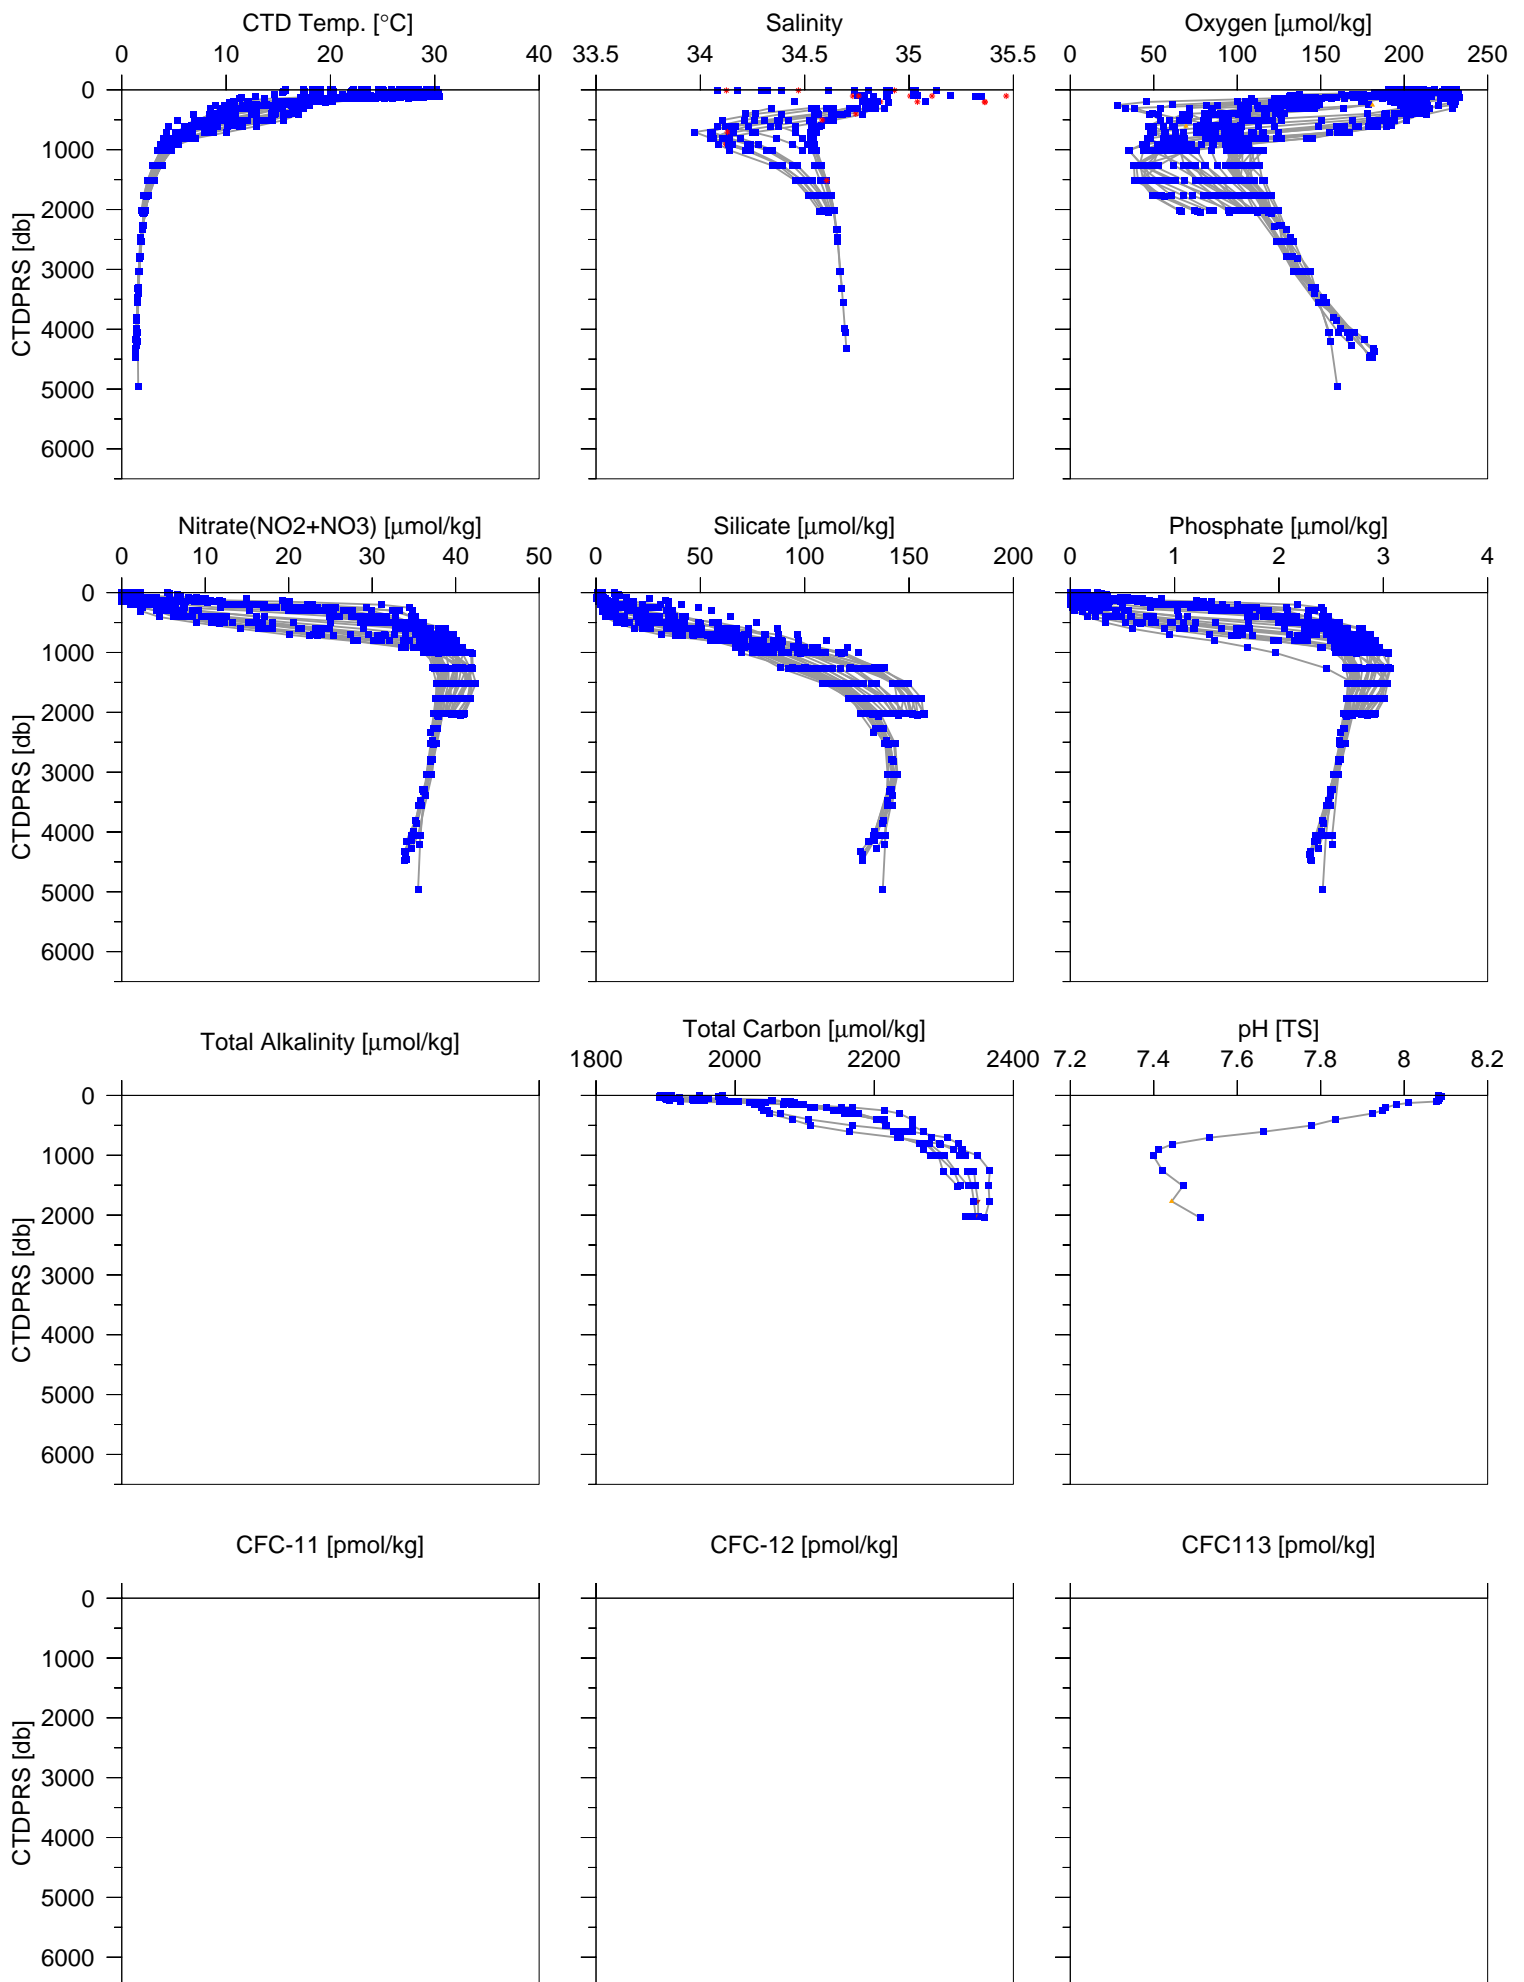 CTD Temp. [°C] Salinity Oxygen [μmol/kg]
0 10 20 30 40 33.5 34 34.5 35 35.5 0 50 100 150 200 250
0
1000
2000
3000
4000
5000
6000
CTDPRS [db]
Nitrate(NO2+NO3) [μmol/kg] Silicate [μmol/kg] Phosphate [μmol/kg]
0 10 20 30 40 50 0 50 100 150 200 0 1 2 3 4
0
1000
2000
3000
4000
5000
6000
CTDPRS [db]
Total Alkalinity [μmol/kg] Total Carbon [μmol/kg] pH [TS]
1800 2000 2200 2400 7.2 7.4 7.6 7.8 8 8.2
0
1000
2000
3000
4000
5000
6000
CTDPRS [db]
CFC-11 [pmol/kg] CFC-12 [pmol/kg] CFC113 [pmol/kg]
0
1000
2000
3000
4000
5000
6000
CTDPRS [db]